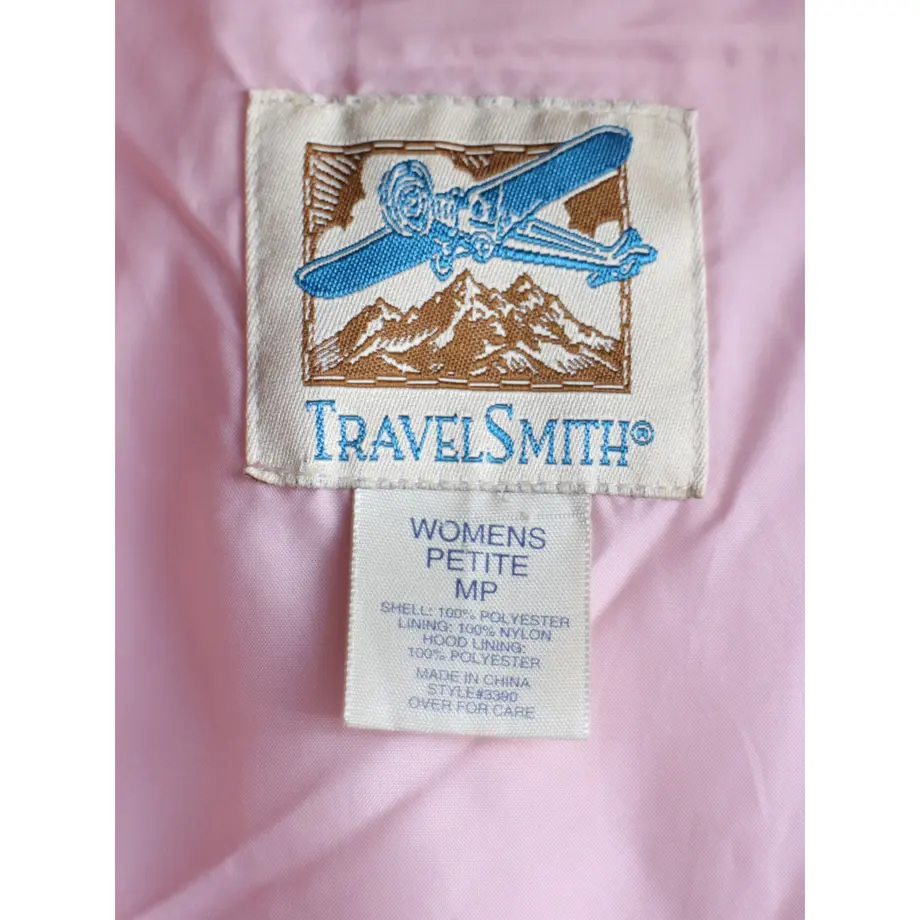 TRAVELSMITH®
WOMENS
PETITE
MP
SHELL: 100% POLYESTER
LINING: 100% NYLON
HOOD LINING:
100% POLYESTER
MADE IN CHINA
STYLE#3390
OVER FOR CARE